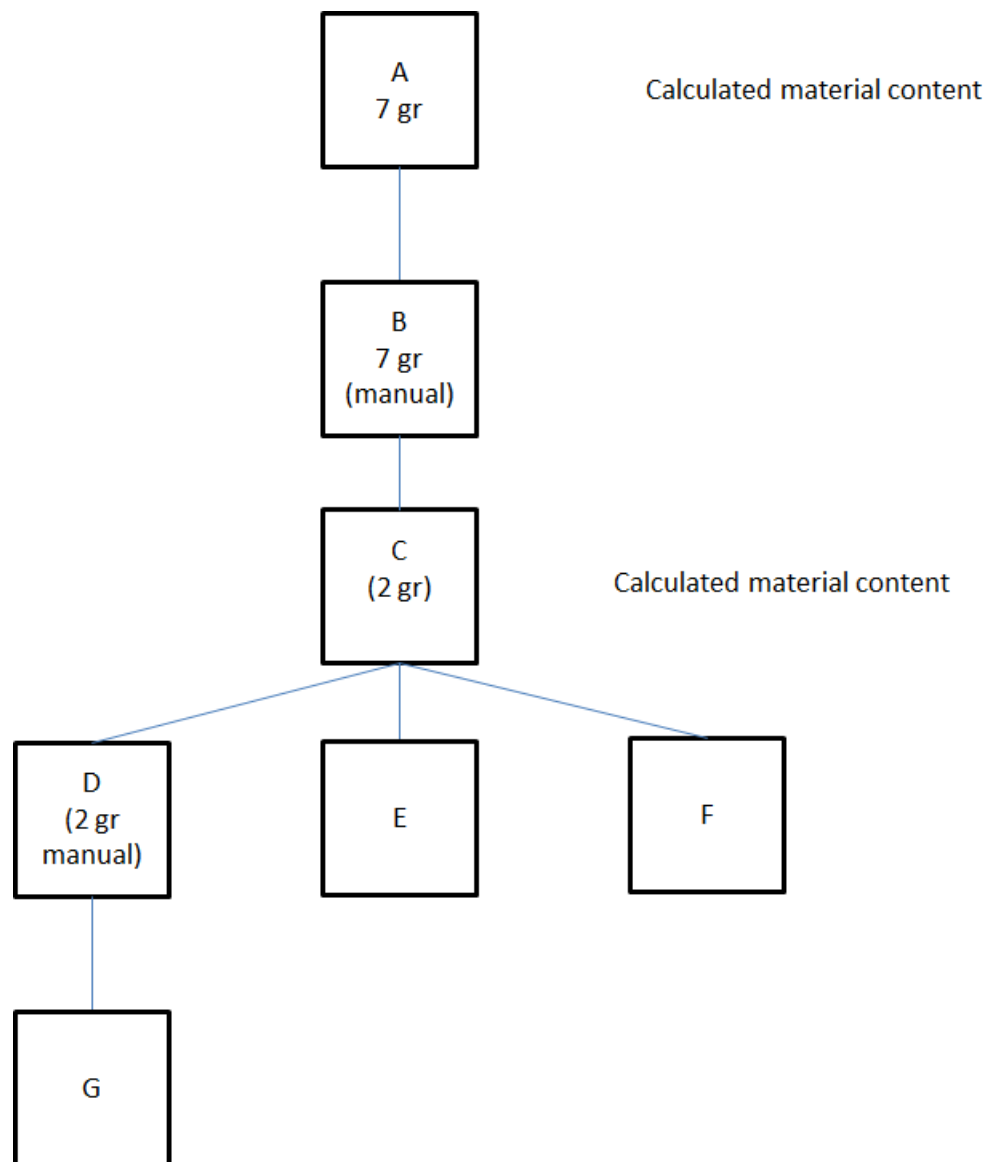 A
7 gr
Calculated material content
B
7 gr
(manual)
C
(2 gr)
Calculated material content
D
(2 gr
manual)
E
F
G